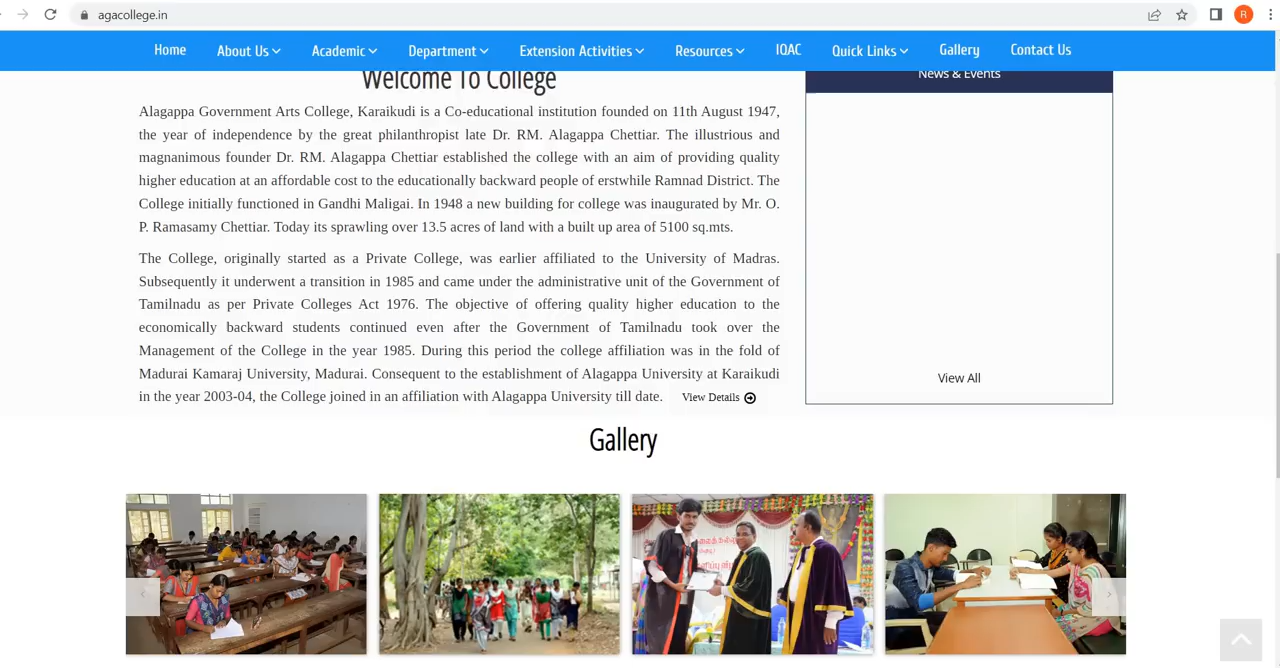 agacollege.in
R
Home
About Us
Academic
Department
Extension Activities
Resources
IQAC
Quick Links
Gallery
Contact Us
Welcome To College
Alagappa Government Arts College, Karaikudi is a Co-educational institution founded on 11th August 1947,
the year of independence by the great philanthropist late Dr. RM. Alagappa Chettiar. The illustrious and
magnanimous founder Dr. RM. Alagappa Chettiar established the college with an aim of providing quality
higher education at an affordable cost to the educationally backward people of erstwhile Ramnad District. The
College initially functioned in Gandhi Maligai. In 1948 a new building for college was inaugurated by Mr. O.
P. Ramasamy Chettiar. Today its sprawling over 13.5 acres of land with a built up area of 5100 sq.mts.
The College, originally started as a Private College, was earlier affiliated to the University of Madras.
Subsequently it underwent a transition in 1985 and came under the administrative unit of the Government of
Tamilnadu as per Private Colleges Act 1976. The objective of offering quality higher education to the
economically backward students continued even after the Government of Tamilnadu took over the
Management of the College in the year 1985. During this period the college affiliation was in the fold of
Madurai Kamaraj University, Madurai. Consequent to the establishment of Alagappa University at Karaikudi
in the year 2003-04, the College joined in an affiliation with Alagappa University till date. View Details
News & Events
View All
Gallery